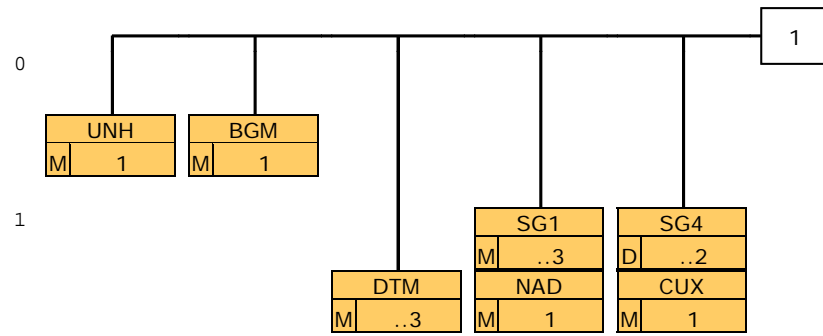 1
0
UNH BGM
M 1 M 1
1
SG1 SG4
M ..3 D ..2
DTM NAD CUX
M ..3 M 1 M 1